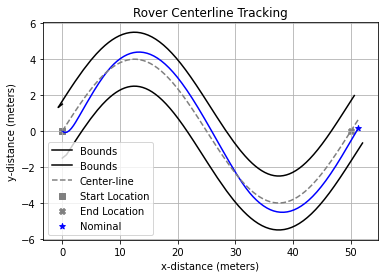 Rover Centerline Tracking
y-distance (meters)
6
4
2
0
−2
−4
−6
Bounds
Bounds
Center-line
Start Location
End Location
Nominal
0
10
20
30
40
50
x-distance (meters)